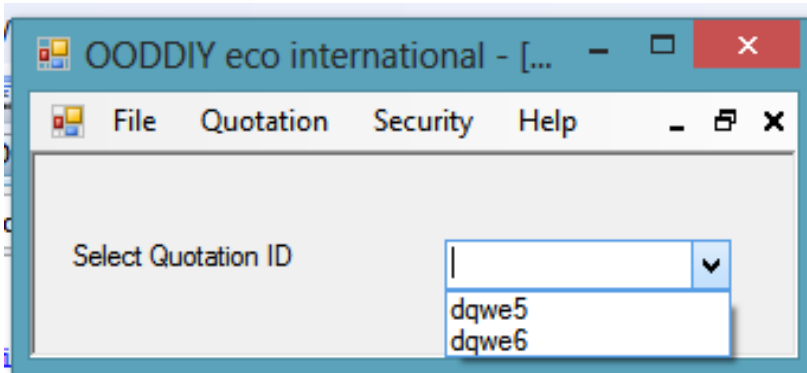 OODDIY eco international - [...
File Quotation Security Help
Select Quotation ID
dqwe5
dqwe6